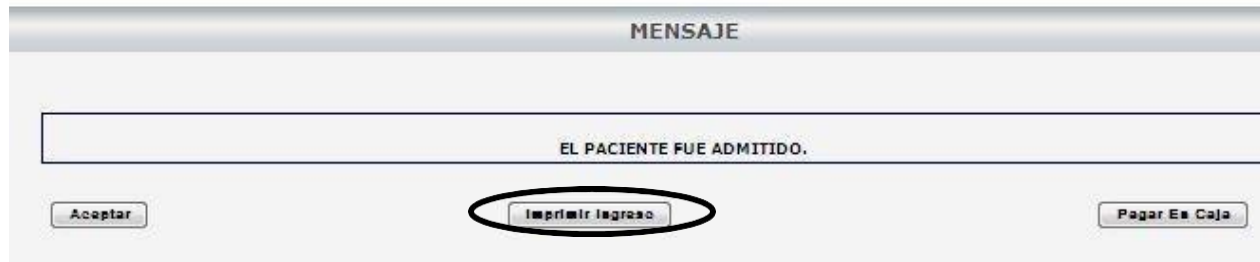 MENSAJE
EL PACIENTE FUE ADMITIDO.
Aceptar
Imprimir Ingreso
Pagar En Caja